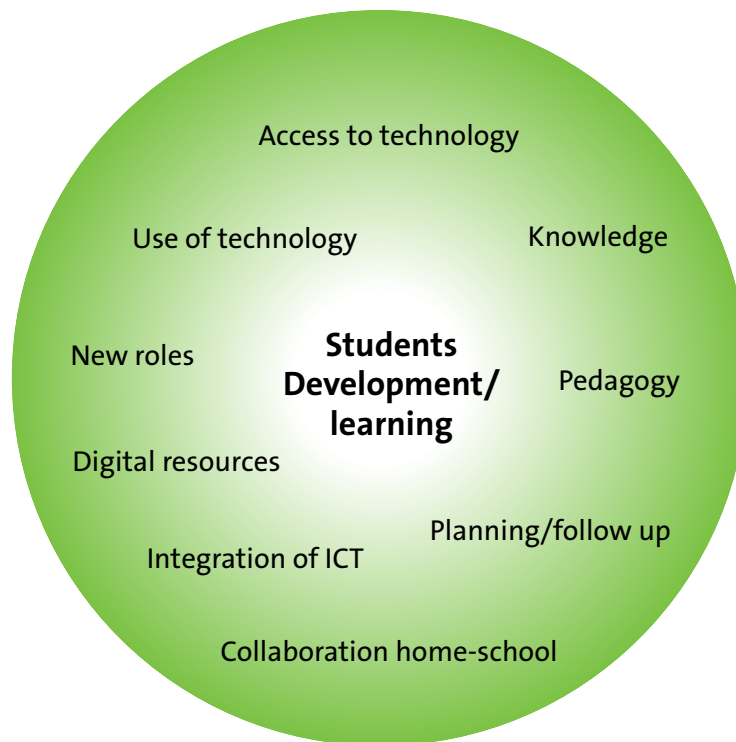 Access to technology
Use of technology
Knowledge
New roles
Students
Development/
learning
Pedagogy
Digital resources
Planning/follow up
Integration of ICT
Collaboration home-school